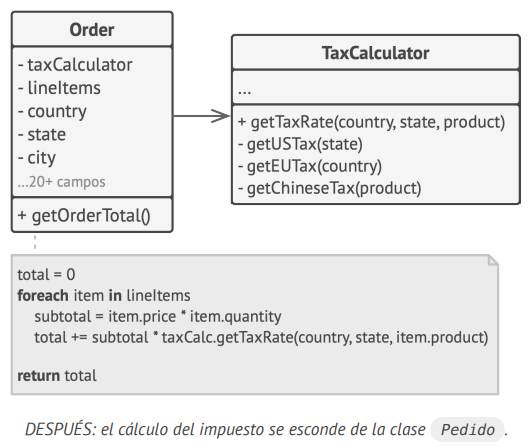 Order
- taxCalculator
- lineItems
- country
- state
- city
...20+ campos
+ getOrderTotal()
TaxCalculator
...
+ getTaxRate(country, state, product)
- getUSTax(state)
- getEUTax(country)
- getChineseTax(product)
total = 0
foreach item in lineItems
subtotal = item.price * item.quantity
total += subtotal * taxCalc.getTaxRate(country, state, item.product)
return total
DESPUÉS: el cálculo del impuesto se esconde de la clase Pedido.